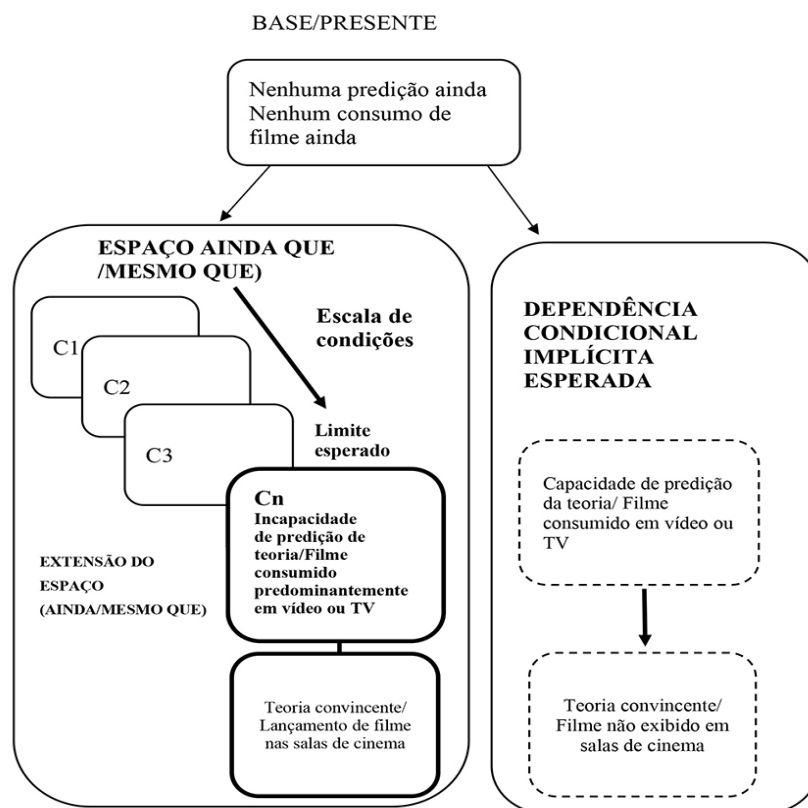 BASE/PRESENTE
Nenhuma predição ainda
Nenhum consumo de
filme ainda
ESPAÇO AINDA QUE
/MESMO QUE)
Escala de
condições
C1
C2
C3
Limite
esperado
Cn
Incapacidade
de predição de
teoria/Filme
consumido
predominantemente
em vídeo ou TV
EXTENSÃO DO
ESPAÇO
(AINDA/MESMO QUE)
Teoria convincente/
Lançamento de filme
nas salas de cinema
DEPENDÊNCIA
CONDICIONAL
IMPLÍCITA
ESPERADA
Capacidade de predição
da teoria/ Filme
consumido em vídeo ou
TV
Teoria convincente/
Filme não exibido em
salas de cinema